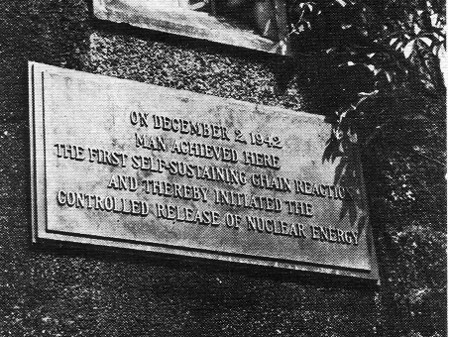 ON DECEMBER 2, 1942
MAN ACHIEVED HERE
THE FIRST SELF-SUSTAINING CHAIN REACTION
AND THEREBY INITIATED THE
CONTROLLED RELEASE OF NUCLEAR ENERGY